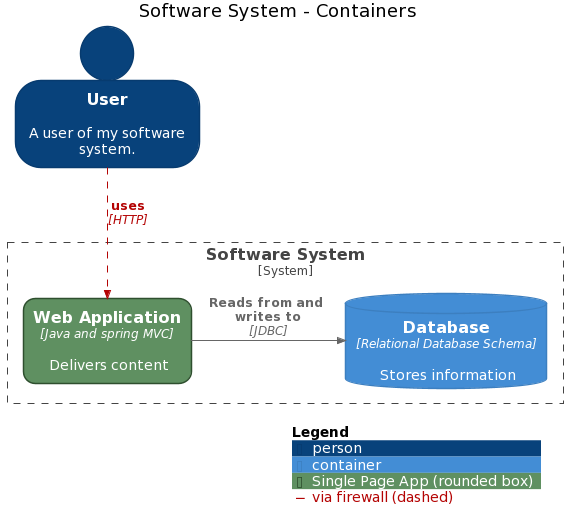 Software System - Containers
User
A user of my software
system.
uses
[HTTP]
Software System
[System]
Web Application
[Java and spring MVC]
Delivers content
Reads from and
writes to
[JDBC]
Database
[Relational Database Schema]
Stores information
Legend
person
container
Single Page App (rounded box)
via firewall (dashed)